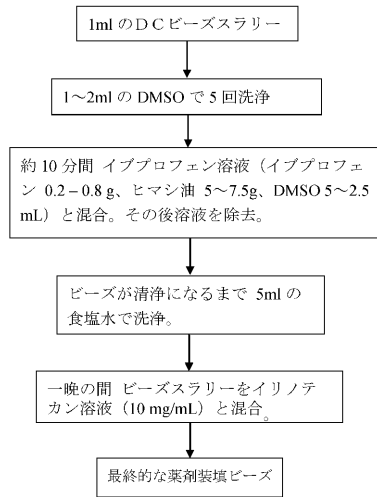 1ml のＤＣビーズスラリー
1～2ml の DMSO で 5 回洗浄
約 10 分間 イブプロフェン溶液（イブプロフェ
ン 0.2 – 0.8 g、ヒマシ油 5～7.5g、DMSO 5～2.5
mL）と混合。その後溶液を除去。
ビーズが清浄になるまで 5ml の
食塩水で洗浄。
一晩の間 ビーズスラリーをイリノテ
カン溶液（10 mg/mL）と混合。
最終的な薬剤装填ビーズ